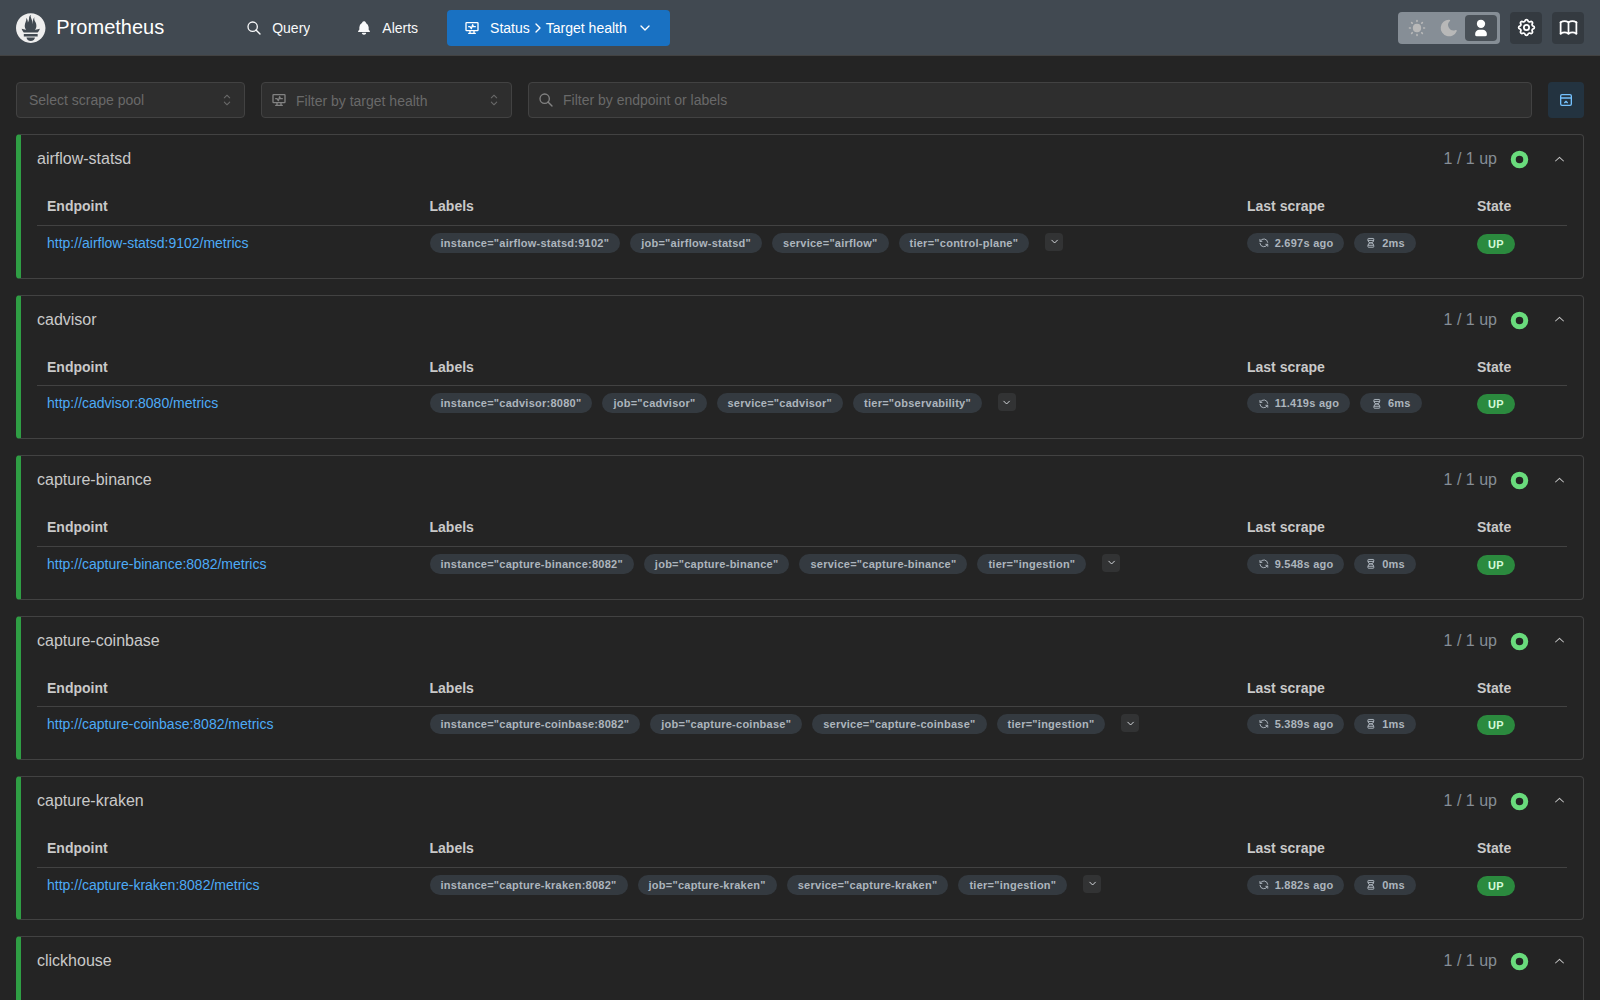 Prometheus
Query
Alerts
Status > Target health
Select scrape pool
Filter by target health
Filter by endpoint or labels
airflow-statsd
1 / 1 up
Endpoint Labels Last scrape State
http://airflow-statsd:9102/metrics instance="airflow-statsd:9102" job="airflow-statsd" service="airflow" tier="control-plane" 2.697s ago 2ms UP
cadvisor
1 / 1 up
Endpoint Labels Last scrape State
http://cadvisor:8080/metrics instance="cadvisor:8080" job="cadvisor" service="cadvisor" tier="observability" 11.419s ago 6ms UP
capture-binance
1 / 1 up
Endpoint Labels Last scrape State
http://capture-binance:8082/metrics instance="capture-binance:8082" job="capture-binance" service="capture-binance" tier="ingestion" 9.548s ago 0ms UP
capture-coinbase
1 / 1 up
Endpoint Labels Last scrape State
http://capture-coinbase:8082/metrics instance="capture-coinbase:8082" job="capture-coinbase" service="capture-coinbase" tier="ingestion" 5.389s ago 1ms UP
capture-kraken
1 / 1 up
Endpoint Labels Last scrape State
http://capture-kraken:8082/metrics instance="capture-kraken:8082" job="capture-kraken" service="capture-kraken" tier="ingestion" 1.882s ago 0ms UP
clickhouse
1 / 1 up